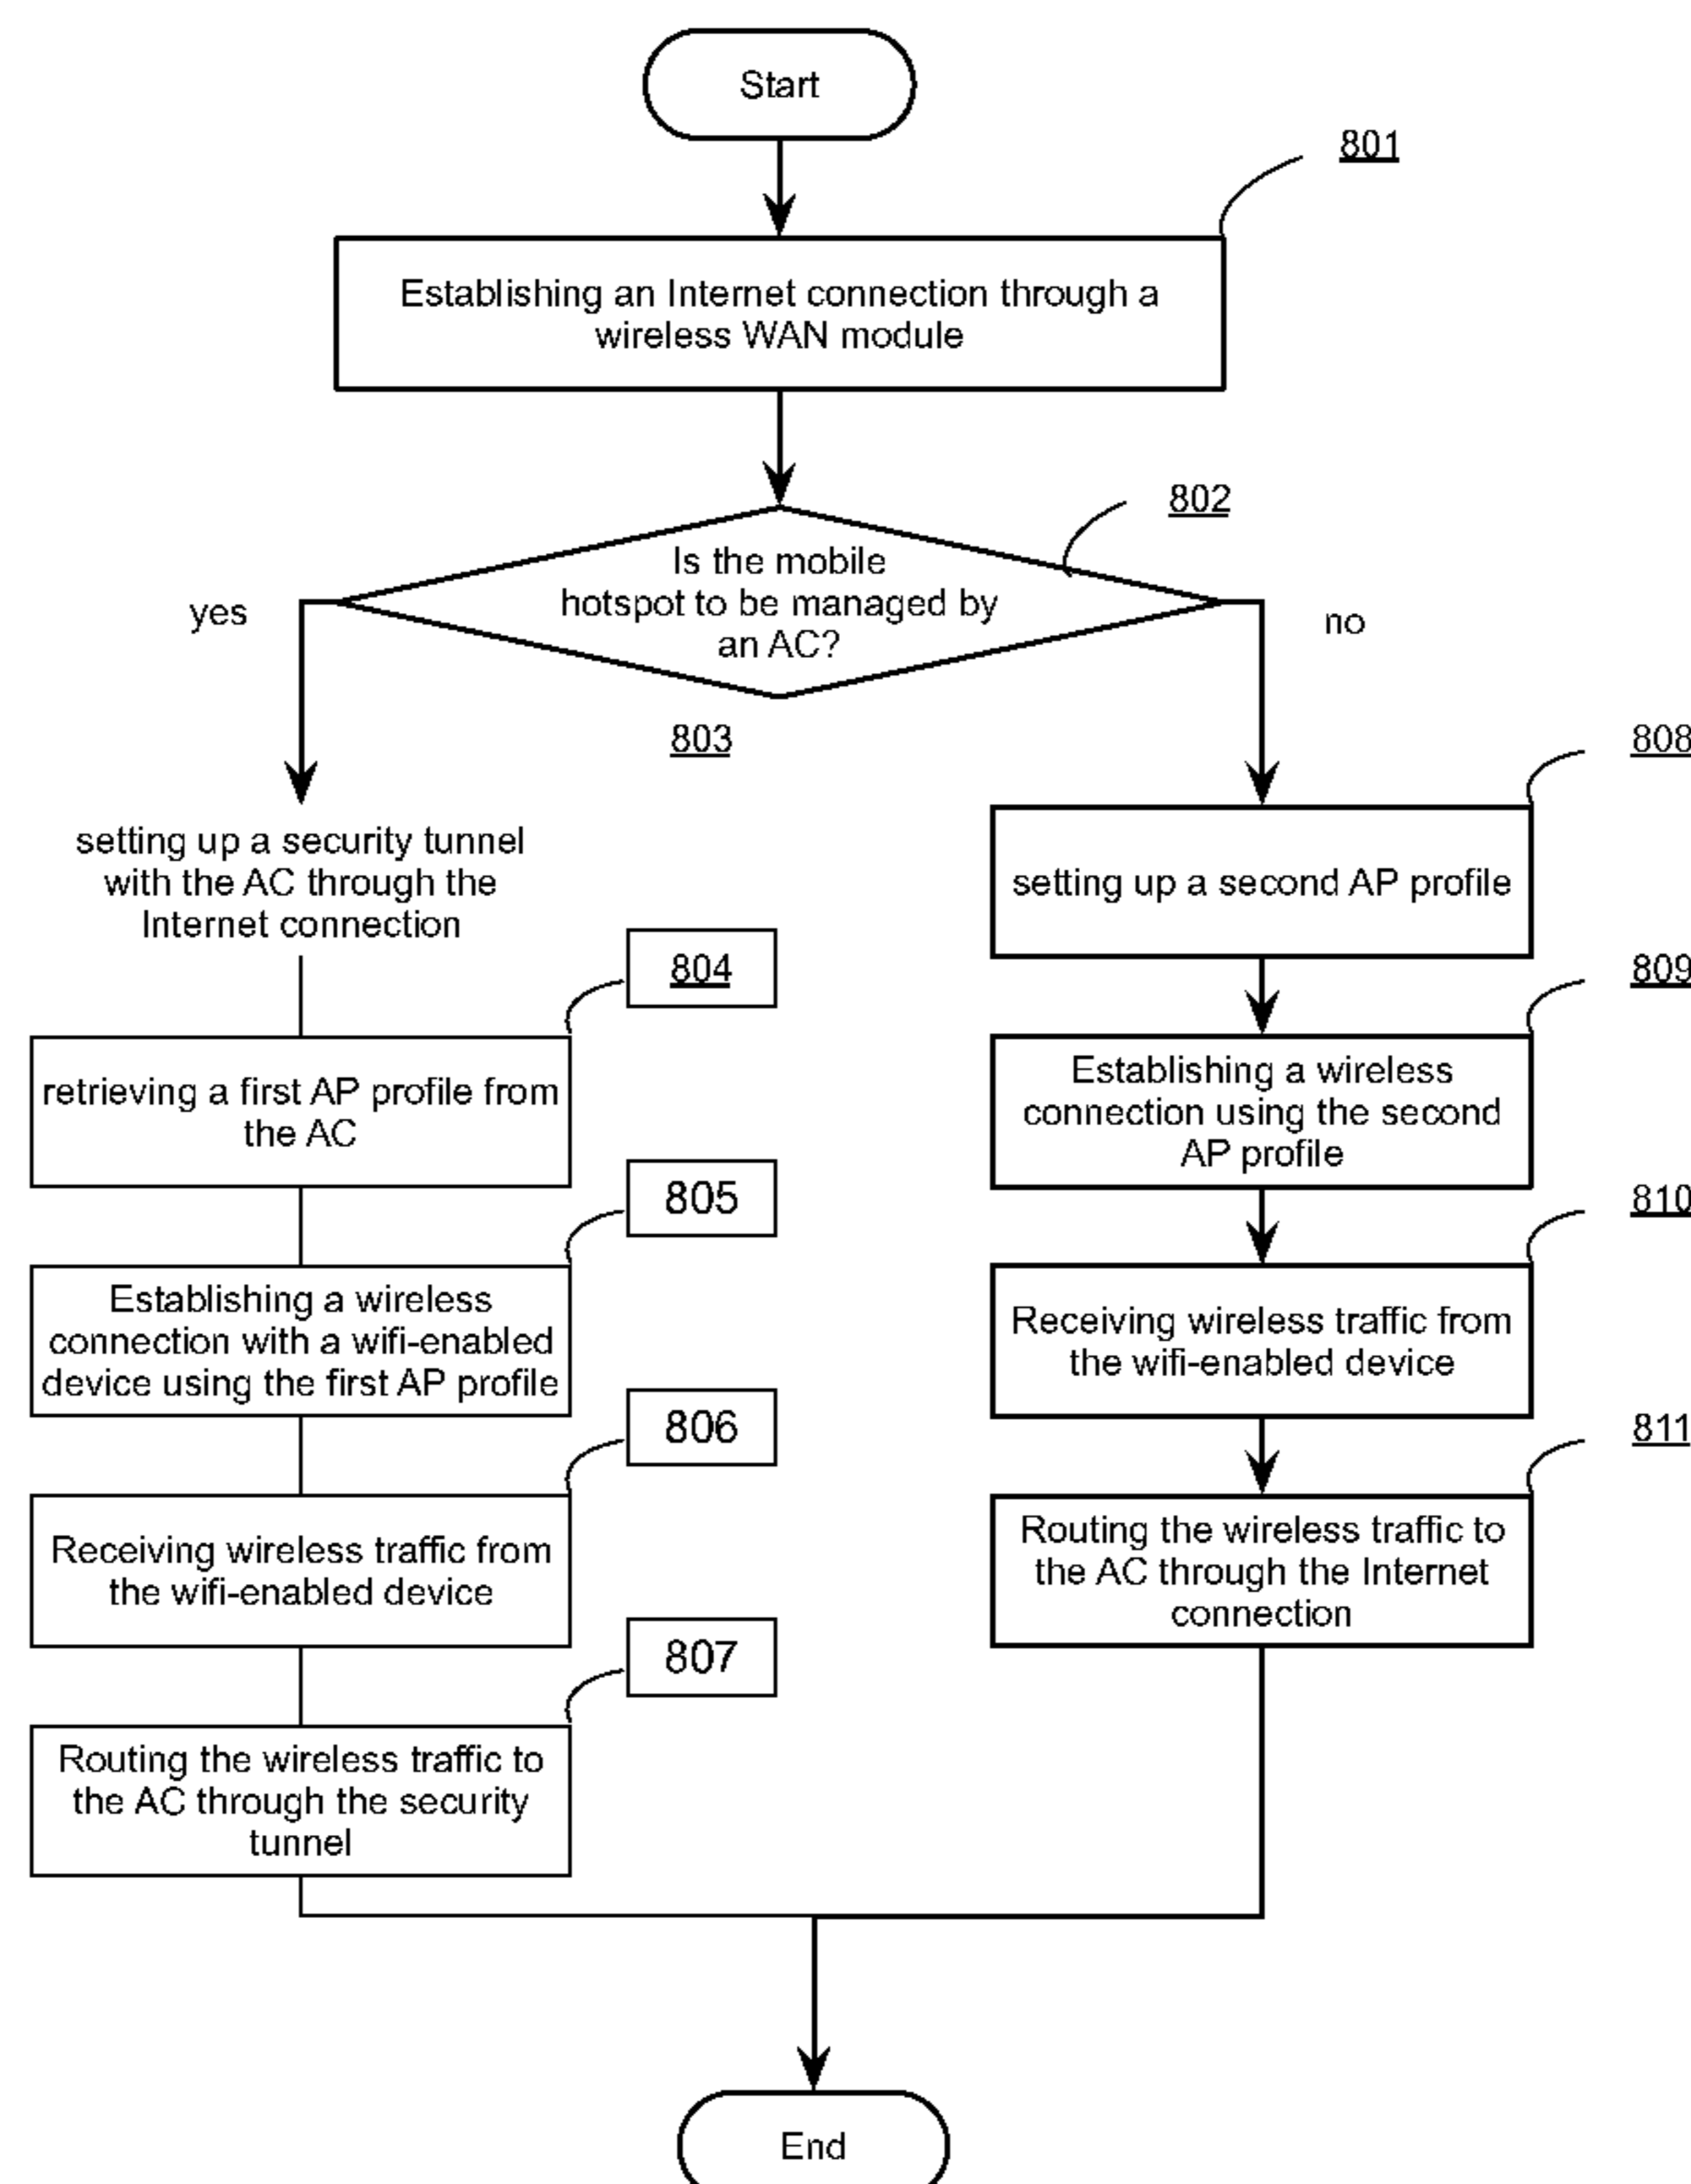 Start
801
Establishing an Internet connection through a
wireless WAN module
802
Is the mobile
hotspot to be managed by
an AC?
yes
no
803
setting up a security tunnel
with the AC through the
Internet connection
804
retrieving a first AP profile from
the AC
805
Establishing a wireless
connection with a wifi-enabled
device using the first AP profile
806
Receiving wireless traffic from
the wifi-enabled device
807
Routing the wireless traffic to
the AC through the security
tunnel
808
setting up a second AP profile
809
Establishing a wireless
connection using the second
AP profile
810
Receiving wireless traffic from
the wifi-enabled device
811
Routing the wireless traffic to
the AC through the Internet
connection
End